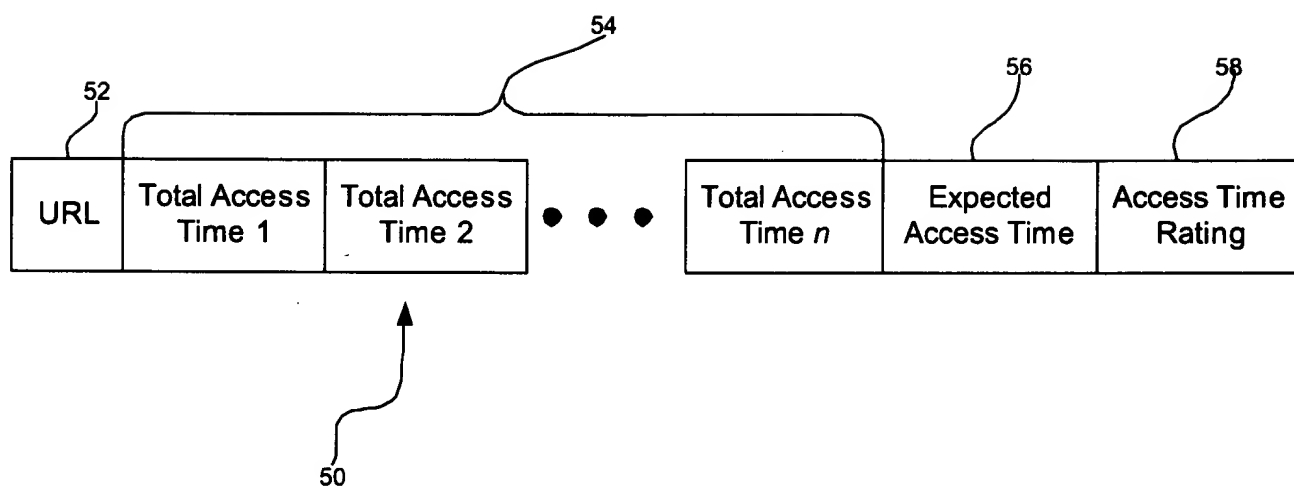 54
52
56
58
URL
Total Access
Time 1
Total Access
Time 2
Total Access
Time n
Expected
Access Time
Access Time
Rating
50